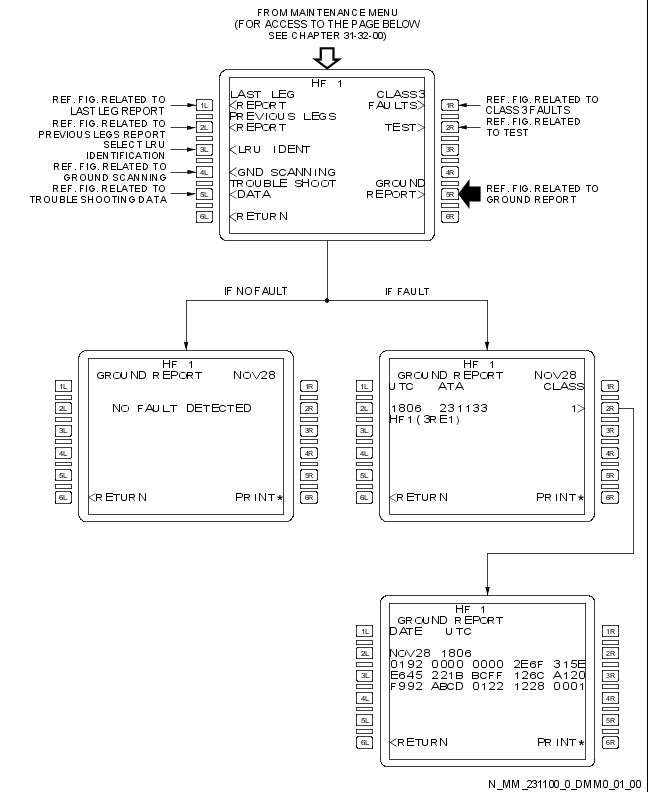 FROM MAINTENANCE MENU
(FOR ACCESS TO THE PAGE BELOW
SEE CHAPTER 31-32-00)
HF 1
LAST LEG CLASS3
<REPORT FAULTS>
PREVIOUS LEGS
<REPORT TEST>
<LRU IDENT
<GND SCANNING
TROUBLE SHOOT GROUND
<DATA REPORT>
<RETURN
1L
2L
3L
4L
5L
6L
1R
2R
3R
4R
5R
6R
REF. FIG. RELATED TO
LAST LEG REPORT
REF. FIG. RELATED TO
PREVIOUS LEGS REPORT
SELECT LRU
IDENTIFICATION
REF. FIG. RELATED TO
GROUND SCANNING
REF. FIG. RELATED TO
TROUBLE SHOOTING DATA
REF. FIG. RELATED TO
CLASS 3 FAULTS
REF. FIG. RELATED
TO TEST
REF. FIG. RELATED TO
GROUND REPORT
IF NO FAULT
IF FAULT
HF 1
GROUND REPORT NOV28
NO FAULT DETECTED
<RETURN PRINT*
1L
2L
3L
4L
5L
6L
1R
2R
3R
4R
5R
6R
HF 1
GROUND REPORT NOV28
UTC ATA CLASS
1806 231133 1>
HF1(3RE1)
<RETURN PRINT*
1L
2L
3L
4L
5L
6L
1R
2R
3R
4R
5R
6R
HF 1
GROUND REPORT
DATE UTC
NOV28 1806
0192 0000 0000 2E6F 315E
E645 221B BCFF 126C A120
F992 ABCD 0122 1228 0001
<RETURN PRINT*
1L
2L
3L
4L
5L
6L
1R
2R
3R
4R
5R
6R
N_MM_231100_0_DMM0_01_00